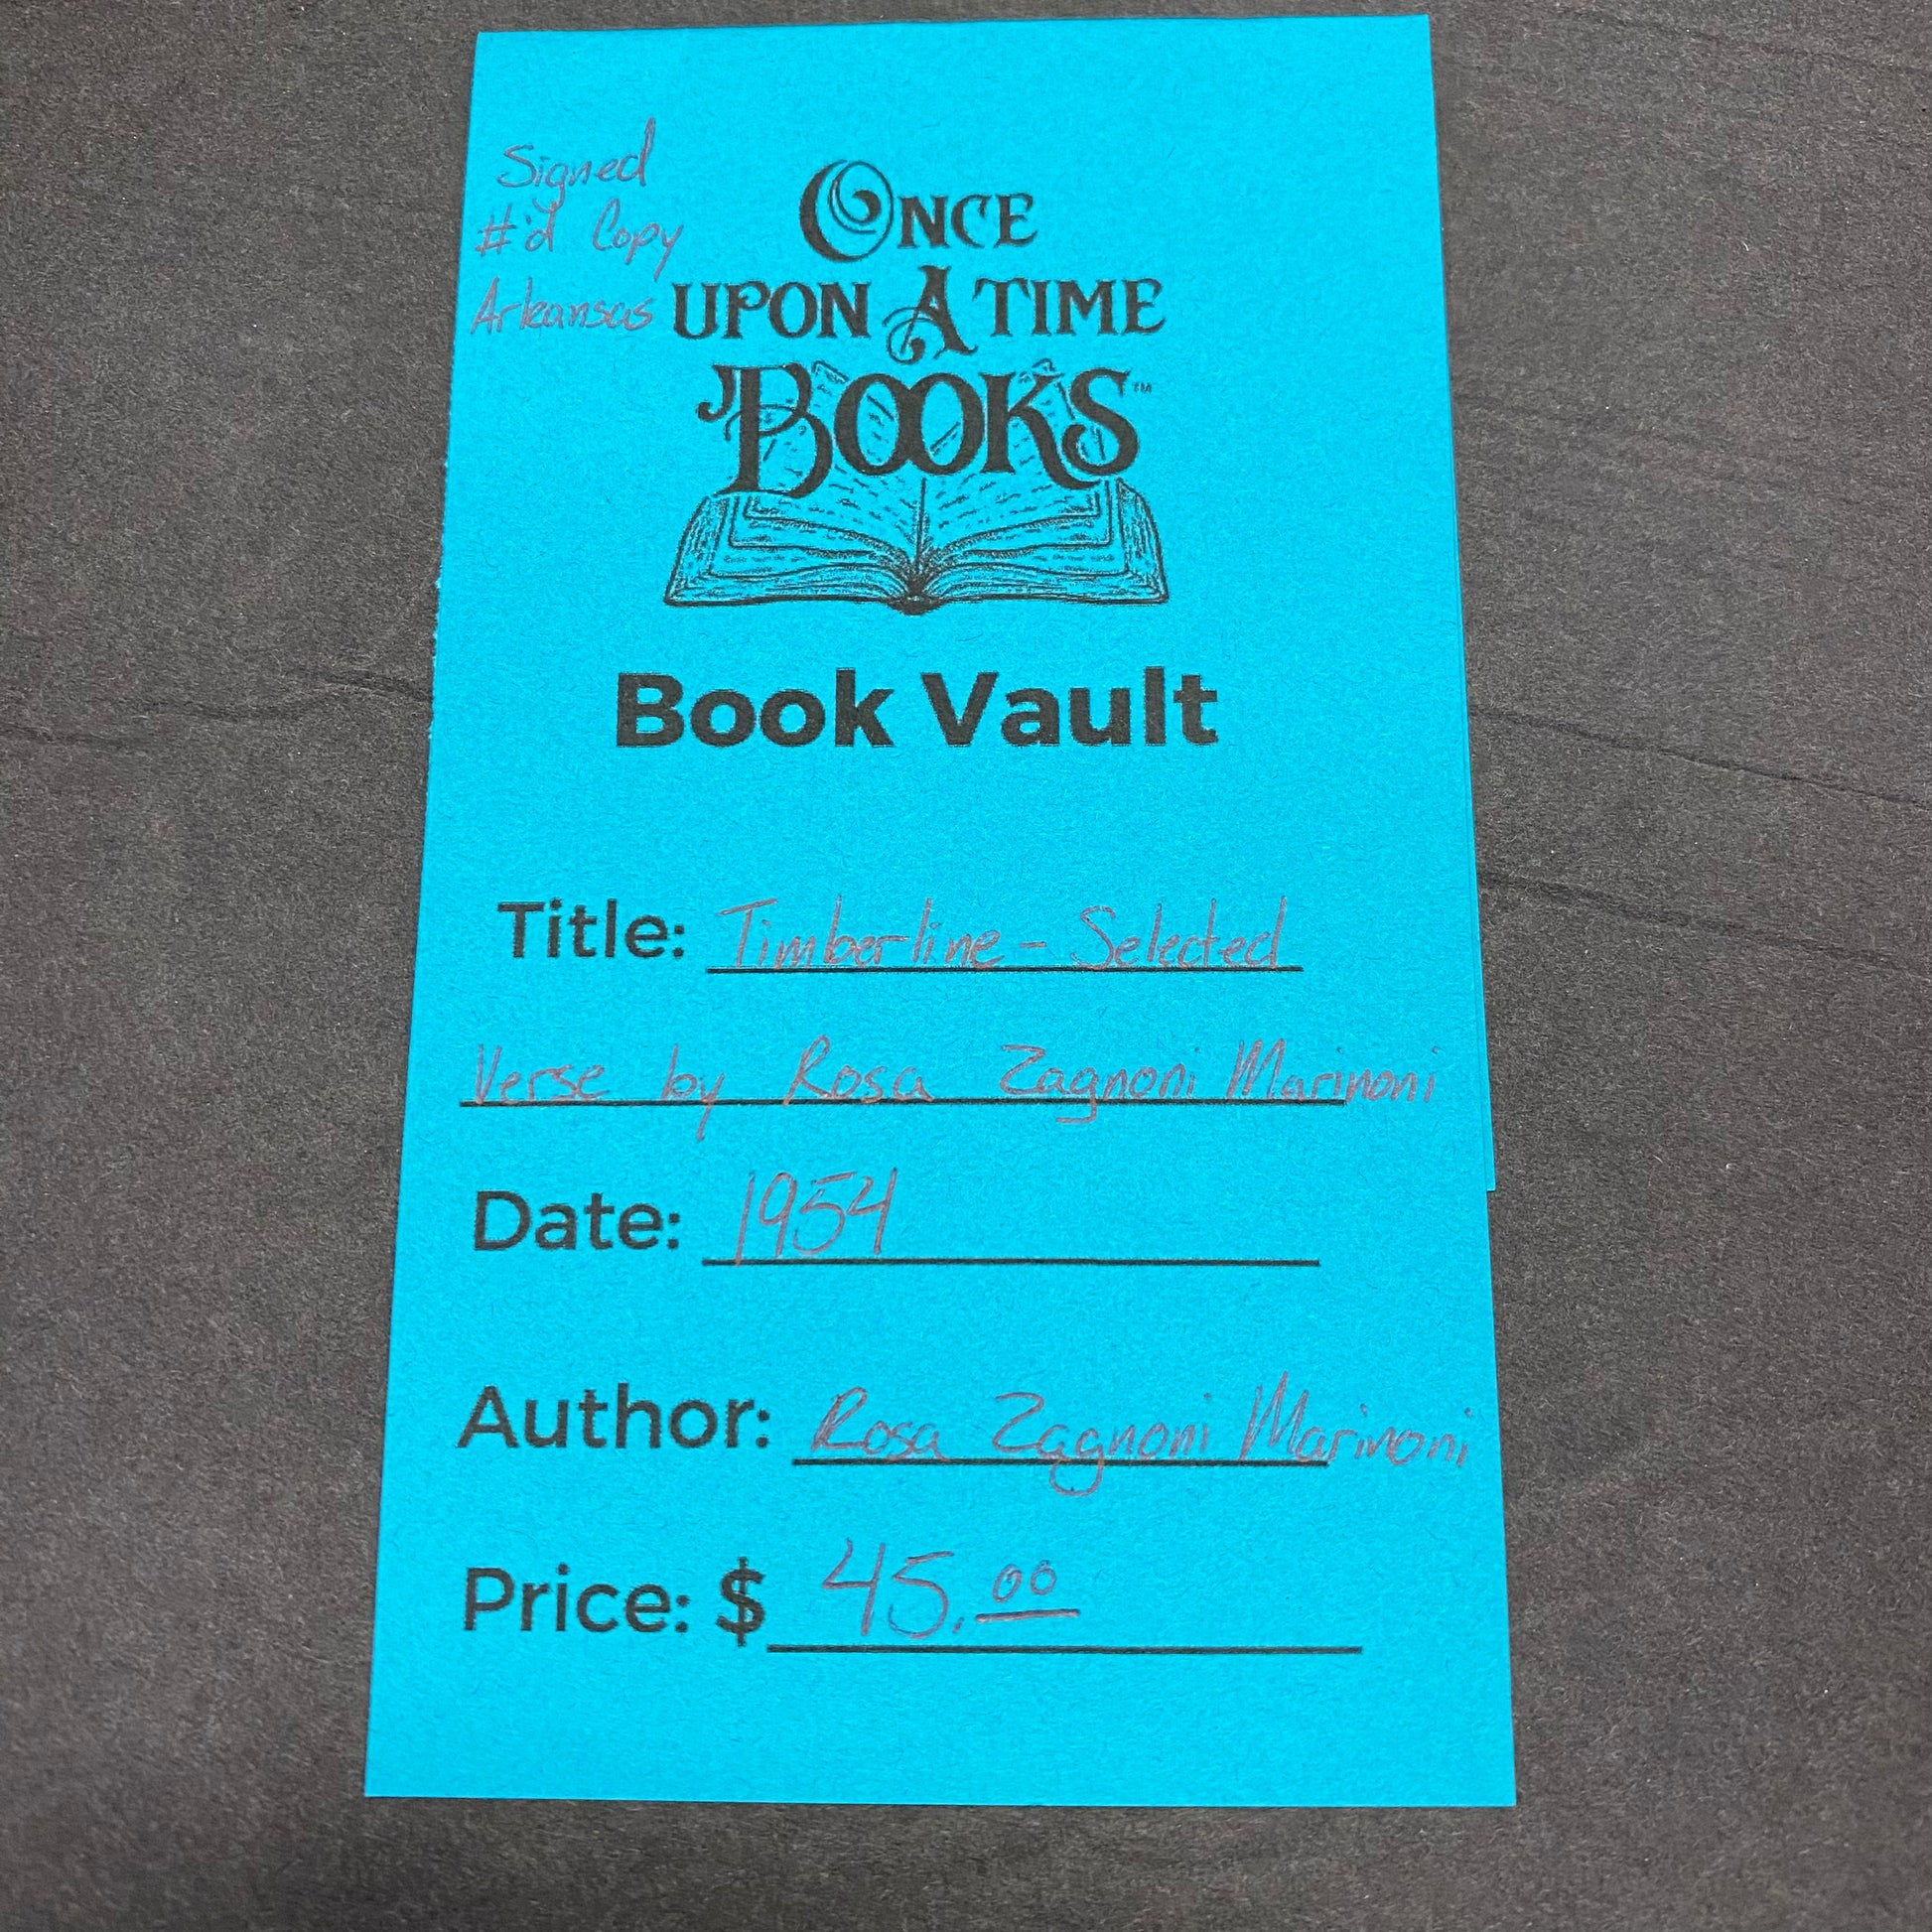 Signed
#'d Copy
Arkansas
ONCE
UPON A TIME
BOOKS™
Book Vault
Title: Timberline - Selected
Verse by Rosa Zagnoni Marinoni
Date: 1954
Author: Rosa Zagnoni Marinoni
Price: $ 45.00